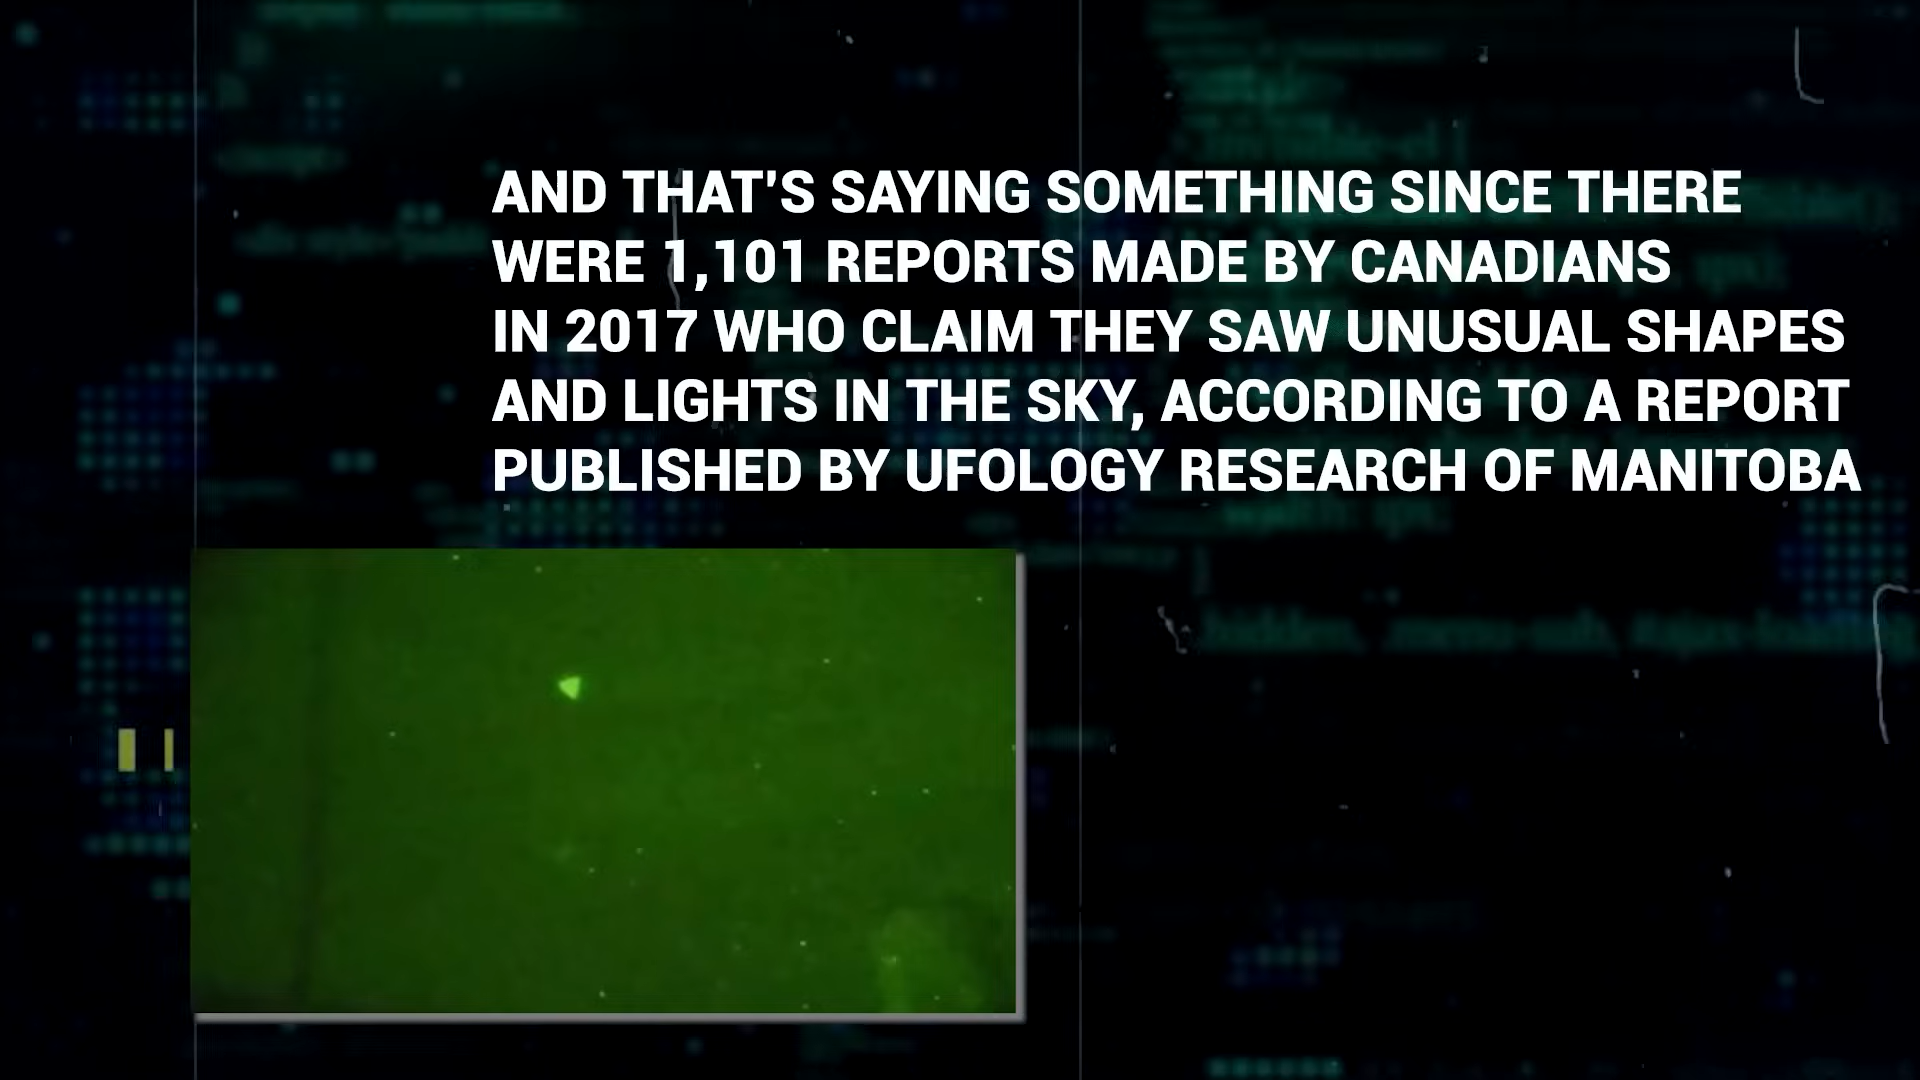 AND THAT'S SAYING SOMETHING SINCE THERE
WERE 1,101 REPORTS MADE BY CANADIANS
IN 2017 WHO CLAIM THEY SAW UNUSUAL SHAPES
AND LIGHTS IN THE SKY, ACCORDING TO A REPORT
PUBLISHED BY UFOLOGY RESEARCH OF MANITOBA